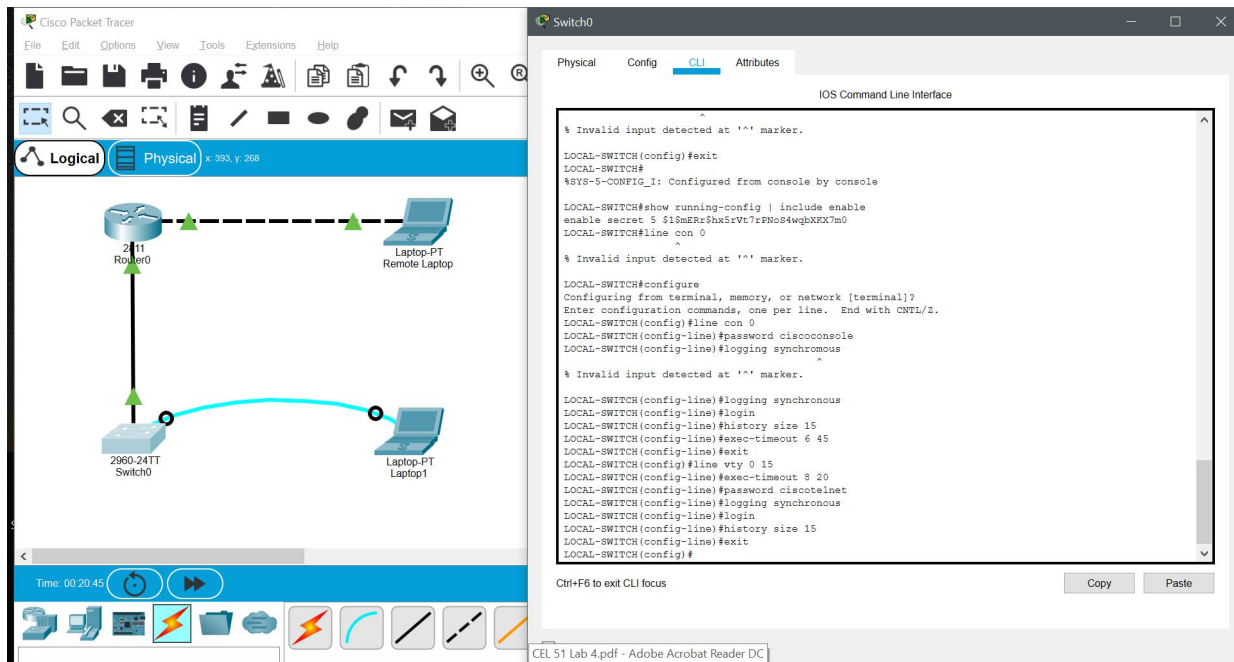 Cisco Packet Tracer
File Edit Options View Tools Extensions Help
Logical Physical x: 393, y: 268
2811
Router0
Laptop-PT
Remote Laptop
2960-24TT
Switch0
Laptop-PT
Laptop1
Time: 00:20:45
Switch0
Physical Config CLI Attributes
IOS Command Line Interface
^
% Invalid input detected at '^' marker.
LOCAL-SWITCH(config)#exit
LOCAL-SWITCH#
%SYS-5-CONFIG_I: Configured from console by console
LOCAL-SWITCH#show running-config | include enable
enable secret 5 $1$mERr$hx5rVt7rPNoS4wqbXKX7m0
LOCAL-SWITCH#line con 0
^
% Invalid input detected at '^' marker.
LOCAL-SWITCH#configure
Configuring from terminal, memory, or network [terminal]?
Enter configuration commands, one per line. End with CNTL/Z.
LOCAL-SWITCH(config)#line con 0
LOCAL-SWITCH(config-line)#password ciscoconsole
LOCAL-SWITCH(config-line)#logging synchromous
^
% Invalid input detected at '^' marker.
LOCAL-SWITCH(config-line)#logging synchronous
LOCAL-SWITCH(config-line)#login
LOCAL-SWITCH(config-line)#history size 15
LOCAL-SWITCH(config-line)#exec-timeout 6 45
LOCAL-SWITCH(config-line)#exit
LOCAL-SWITCH(config)#line vty 0 15
LOCAL-SWITCH(config-line)#exec-timeout 8 20
LOCAL-SWITCH(config-line)#password ciscotelnet
LOCAL-SWITCH(config-line)#logging synchronous
LOCAL-SWITCH(config-line)#login
LOCAL-SWITCH(config-line)#history size 15
LOCAL-SWITCH(config-line)#exit
LOCAL-SWITCH(config)#
Ctrl+F6 to exit CLI focus Copy Paste
CEL 51 Lab 4.pdf - Adobe Acrobat Reader DC